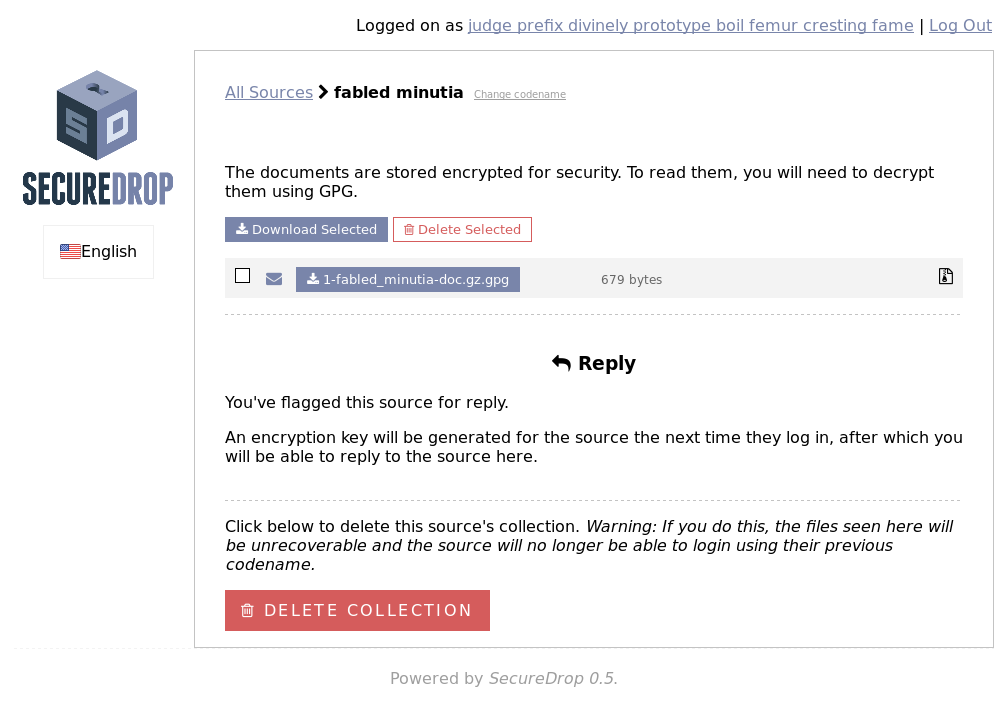 Logged on as judge prefix divinely prototype boil femur cresting fame | Log Out
SD
SECUREDROP
English
All Sources fabled minutia Change codename
The documents are stored encrypted for security. To read them, you will need to decrypt
them using GPG.
Download Selected Delete Selected
1-fabled_minutia-doc.gz.gpg 679 bytes
Reply
You've flagged this source for reply.
An encryption key will be generated for the source the next time they log in, after which you
will be able to reply to the source here.
Click below to delete this source's collection. Warning: If you do this, the files seen here will
be unrecoverable and the source will no longer be able to login using their previous
codename.
DELETE COLLECTION
Powered by SecureDrop 0.5.